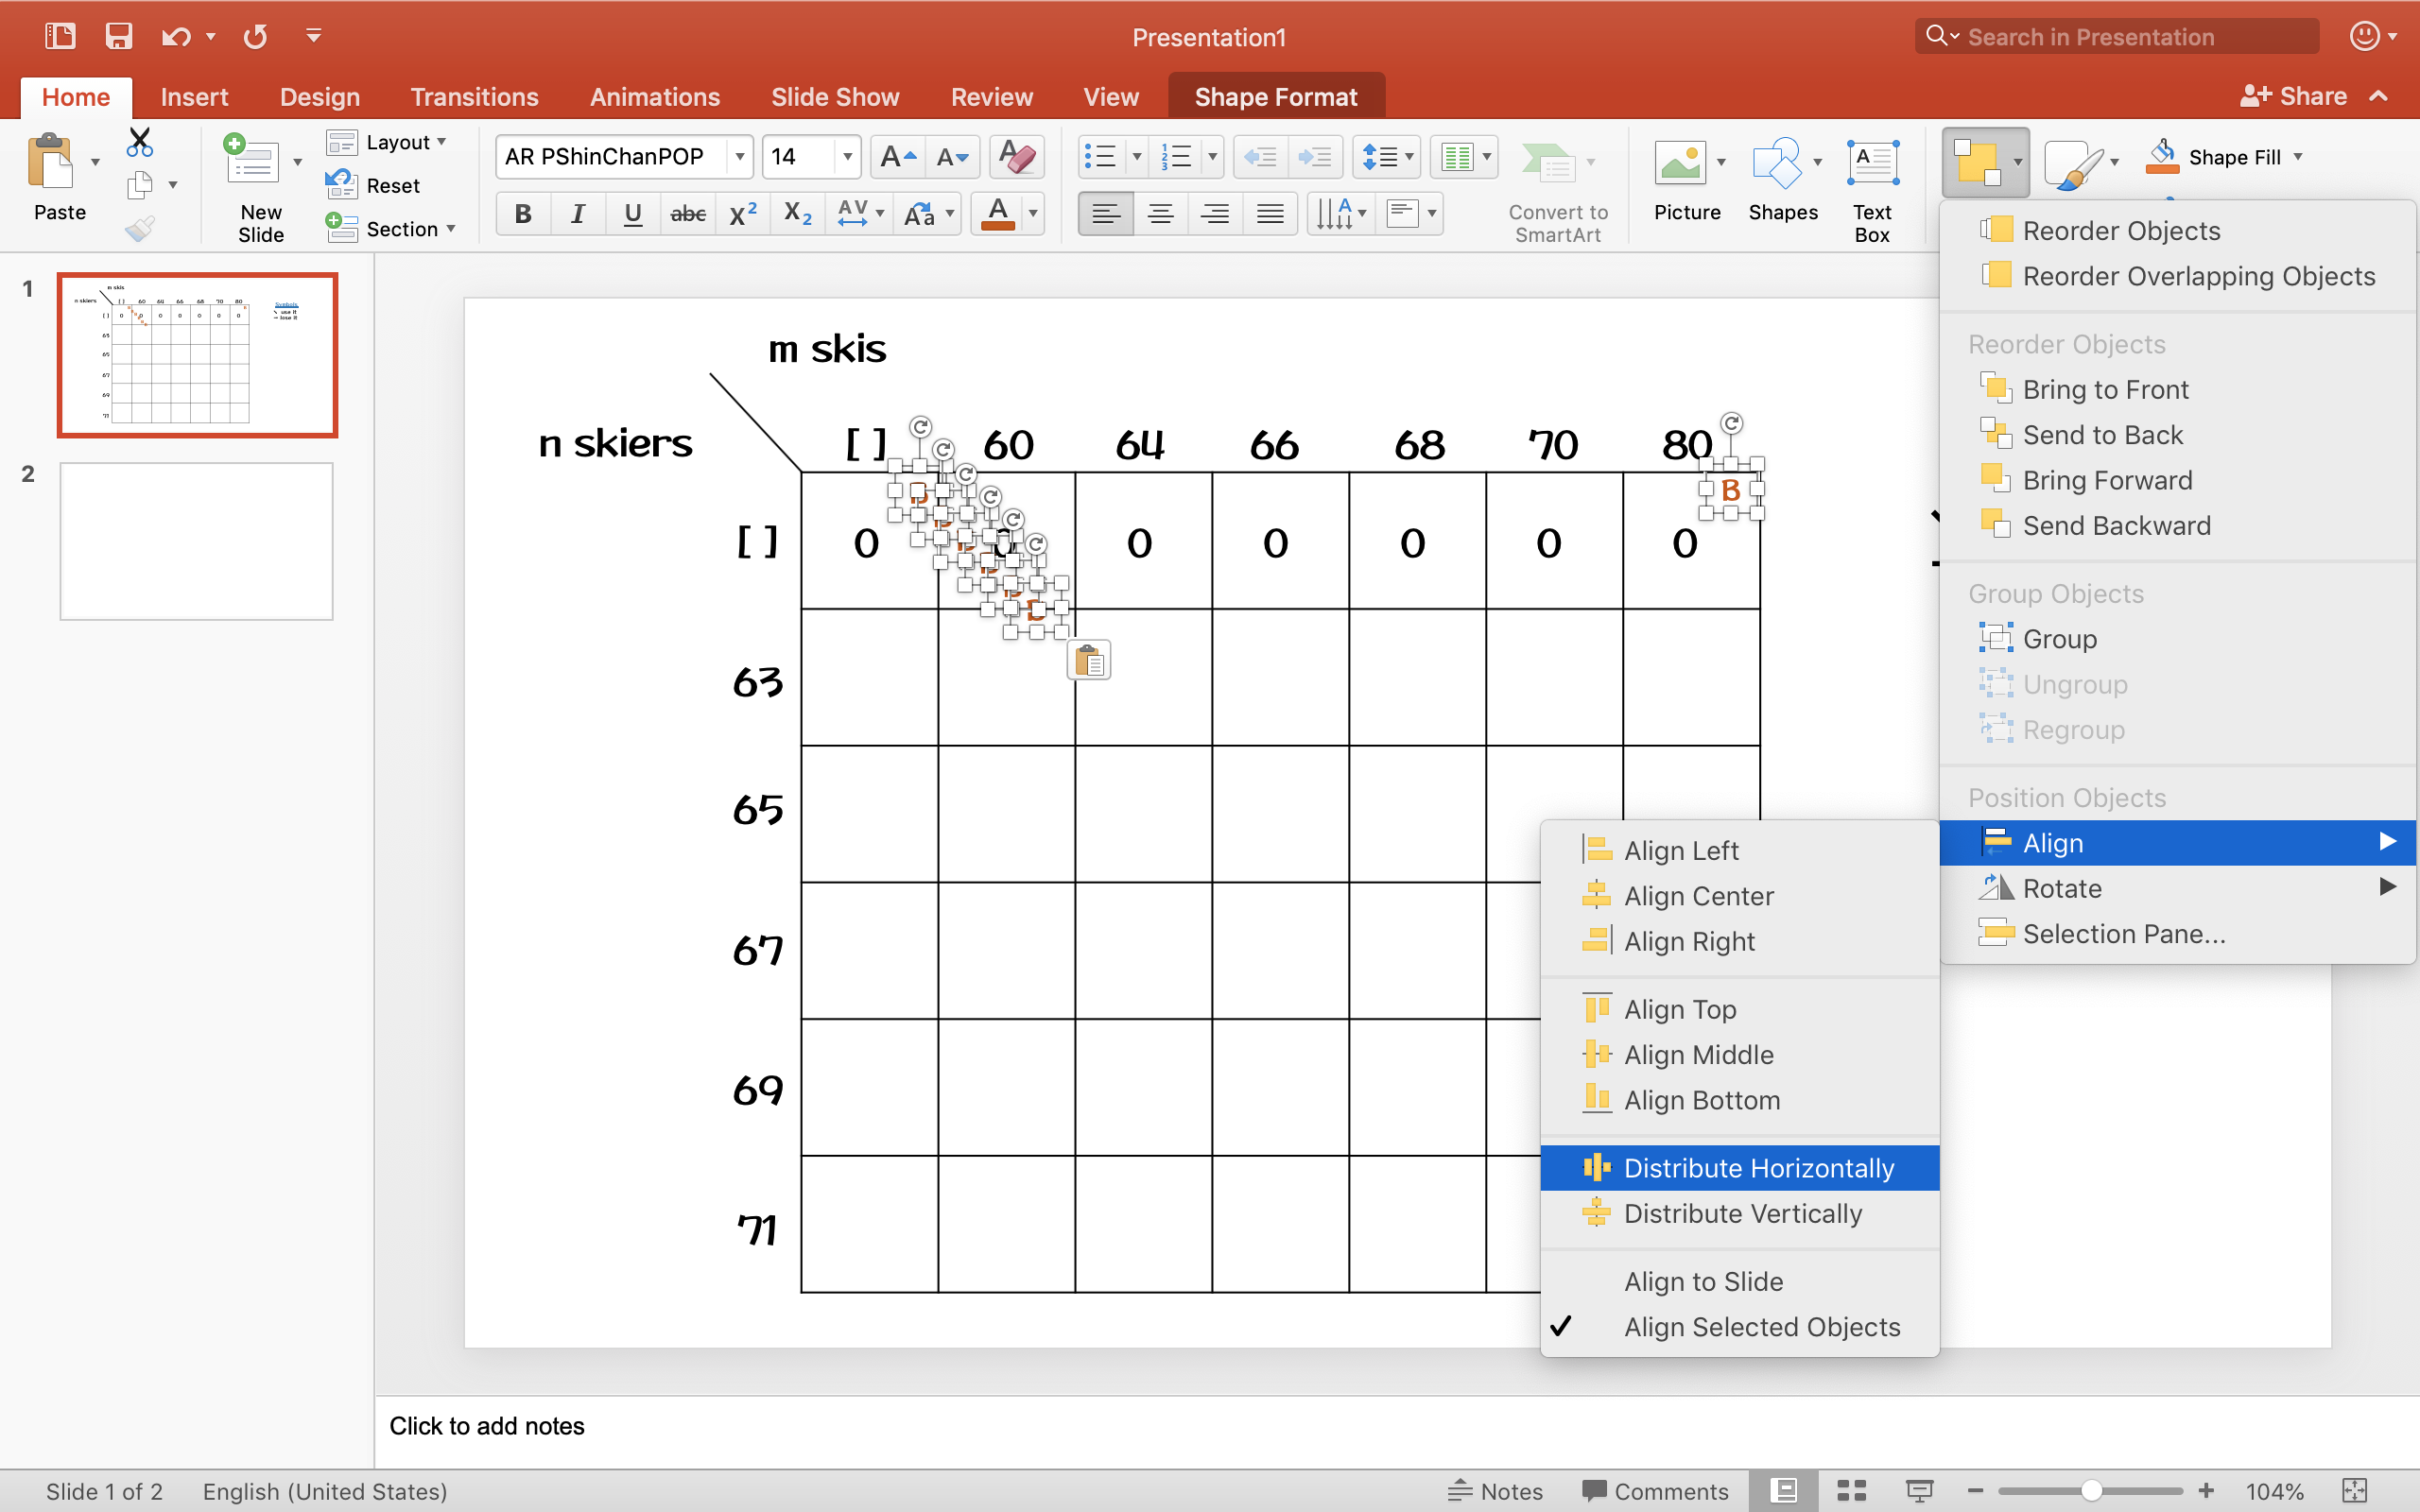 Presentation1
Search in Presentation
Home Insert Design Transitions Animations Slide Show Review View Shape Format
Share
Paste
New Slide
Layout
Reset
Section
AR PShinChanPOP 14
B I U abc X2 X2 AV Aa A
Convert to SmartArt
Picture
Shapes
Text Box
Shape Fill
Reorder Objects
Reorder Overlapping Objects
Reorder Objects
Bring to Front
Send to Back
Bring Forward
Send Backward
Group Objects
Group
Ungroup
Regroup
Position Objects
Align
Rotate
Selection Pane...
Align Left
Align Center
Align Right
Align Top
Align Middle
Align Bottom
Distribute Horizontally
Distribute Vertically
Align to Slide
Align Selected Objects
1
2
m skis
n skiers
[ ] 60 64 66 68 70 80
B B
[ ] 0 0 0 0 0 0 0
63
65
67
69
71
Click to add notes
Slide 1 of 2 English (United States)
Notes Comments 104%